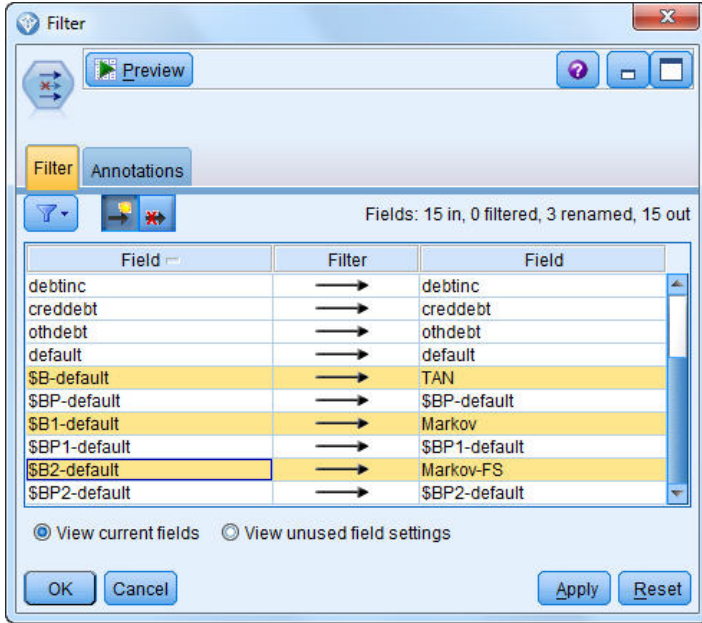 Filter
Preview
Filter Annotations
Fields: 15 in, 0 filtered, 3 renamed, 15 out
Field Filter Field
debtinc debtinc
creddebt creddebt
othdebt othdebt
default default
$B-default TAN
$BP-default $BP-default
$B1-default Markov
$BP1-default $BP1-default
$B2-default Markov-FS
$BP2-default $BP2-default
View current fields View unused field settings
OK Cancel Apply Reset